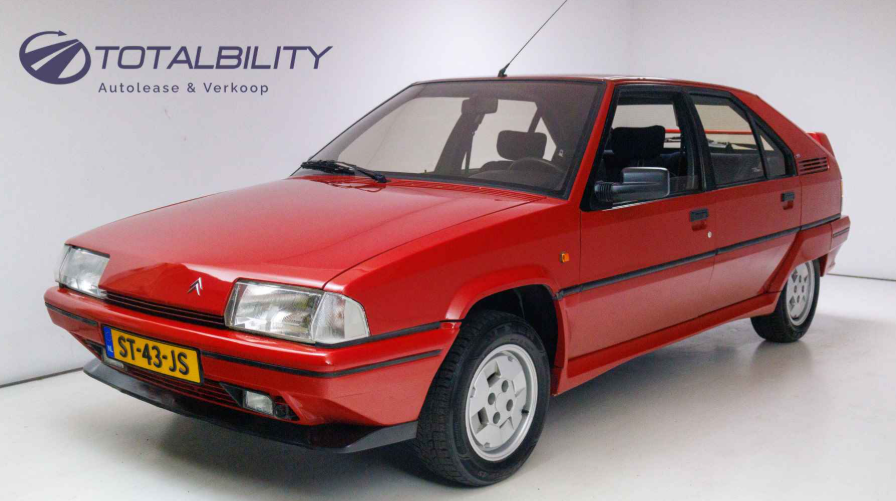 TOTALBILITY
Autolease & Verkoop
ST-43-JS